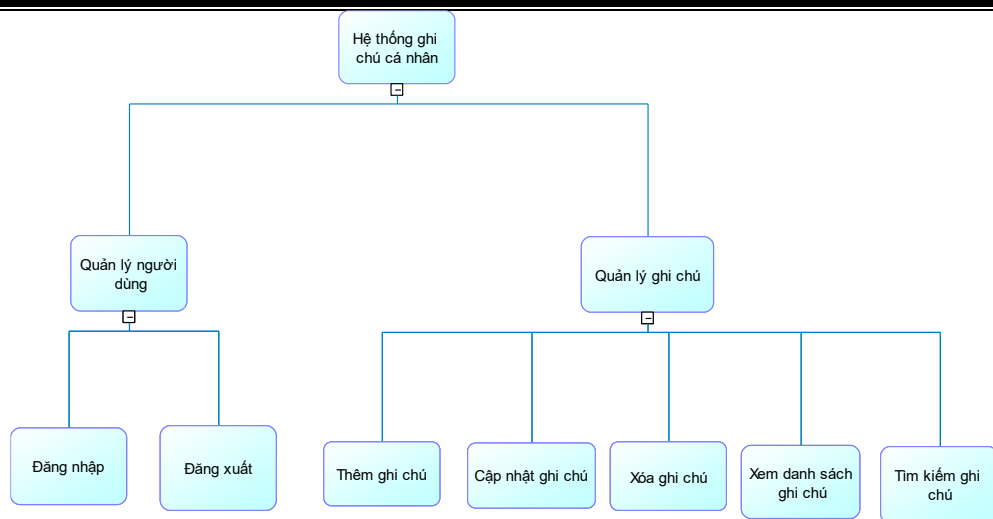 Hệ thống ghi
chú cá nhân
Quản lý người
dùng
Quản lý ghi chú
Đăng nhập
Đăng xuất
Thêm ghi chú
Cập nhật ghi chú
Xóa ghi chú
Xem danh sách
ghi chú
Tìm kiếm ghi
chú